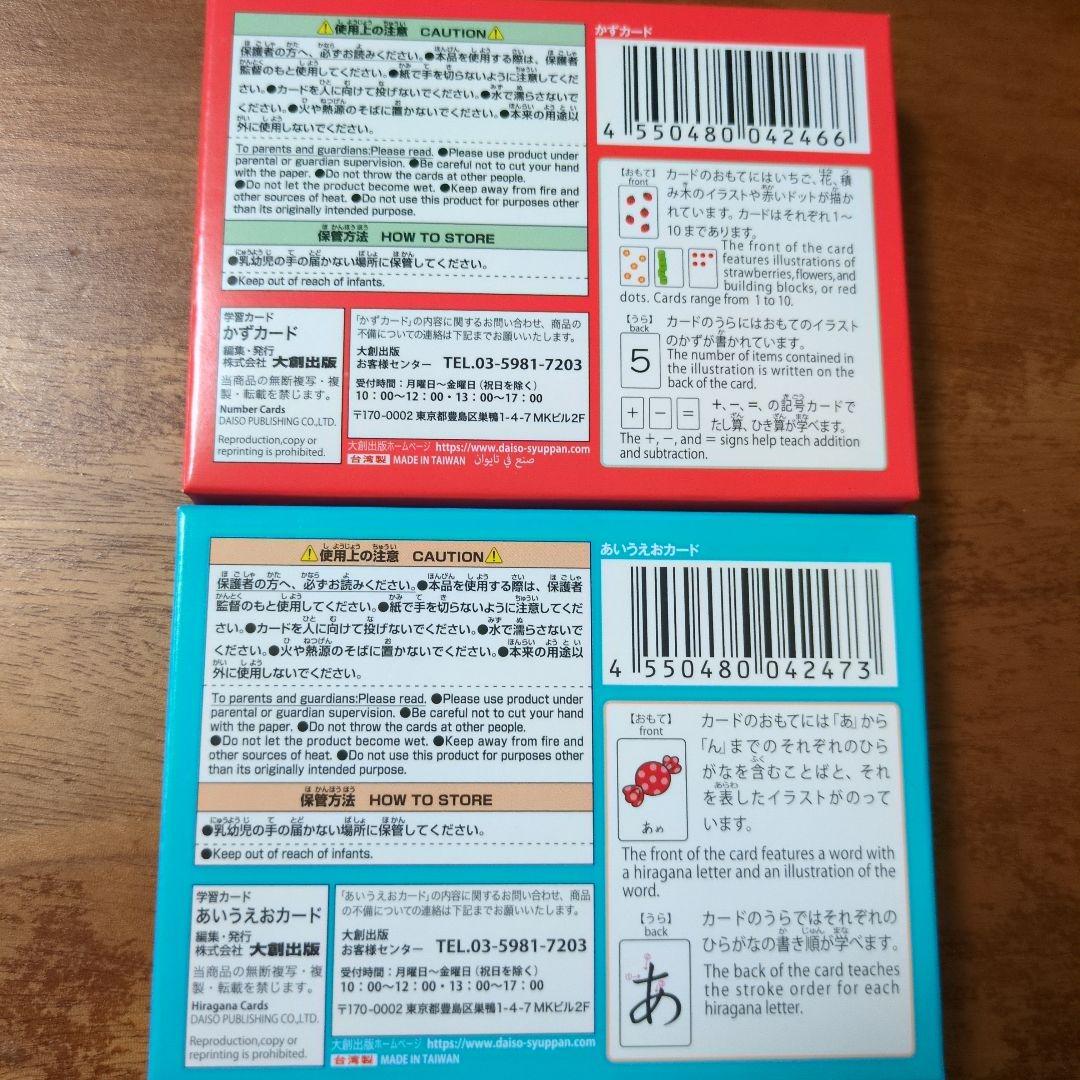 ⚠使用上の注意 CAUTION⚠
保護者の方へ、必ずお読みください。●本品を使用する際は、保護者
監督のもと使用してください。●紙で手を切らないように注意してくだ
さい。●カードを人に向けて投げないでください。●水で濡らさないで
ください。●火や熱源のそばに置かないでください。●本来の用途以
外に使用しないでください。
To parents and guardians:Please read. ●Please use product under
parental or guardian supervision. ●Be careful not to cut your hand
with the paper. ●Do not throw the cards at other people.
●Do not let the product become wet. ●Keep away from fire and
other sources of heat. ●Do not use this product for purposes other
than its originally intended purpose.
保管方法 HOW TO STORE
●乳幼児の手の届かない場所に保管してください。
●Keep out of reach of infants.
学習カード
かずカード
編集・発行
株式会社 大創出版
当商品の無断複写・複
製・転載を禁じます。
Number Cards
DAISO PUBLISHING CO.,LTD.
Reproduction,copy or
reprinting is prohibited.
「かずカード」の内容に関するお問い合わせ、商品の
不備についての連絡は下記までお願いいたします。
大創出版
お客様センター TEL.03-5981-7203
受付時間：月曜日～金曜日（祝日を除く）
10：00～12：00・13：00～17：00
〒170-0002 東京都豊島区巣鴨1-4-7 MKビル2F
大創出版ホームページ https://www.daiso-syuppan.com
台湾製 MADE IN TAIWAN صنع في تايوان
かずカード
4 550480 042466
【おもて】
front
カードのおもてにはいちご、花、積
み木のイラストや赤いドットが描か
れています。カードはそれぞれ1～
10まであります。
The front of the card
features illustrations of
strawberries, flowers, and
building blocks, or red
dots. Cards range from 1 to 10.
【うら】
back
5
カードのうらにはおもてのイラスト
のかずが書かれています。
The number of items contained in
the illustration is written on the
back of the card.
+ − =
+、−、=、の記号カードで
たし算、ひき算が学べます。
The +, −, and = signs help teach addition
and subtraction.
⚠使用上の注意 CAUTION⚠
保護者の方へ、必ずお読みください。●本品を使用する際は、保護者
監督のもと使用してください。●紙で手を切らないように注意してくだ
さい。●カードを人に向けて投げないでください。●水で濡らさないで
ください。●火や熱源のそばに置かないでください。●本来の用途以
外に使用しないでください。
To parents and guardians:Please read. ●Please use product under
parental or guardian supervision. ●Be careful not to cut your hand
with the paper. ●Do not throw the cards at other people.
●Do not let the product become wet. ●Keep away from fire and
other sources of heat. ●Do not use this product for purposes other
than its originally intended purpose.
保管方法 HOW TO STORE
●乳幼児の手の届かない場所に保管してください。
●Keep out of reach of infants.
学習カード
あいうえおカード
編集・発行
株式会社 大創出版
当商品の無断複写・複
製・転載を禁じます。
Hiragana Cards
DAISO PUBLISHING CO.,LTD.
Reproduction,copy or
reprinting is prohibited.
「あいうえおカード」の内容に関するお問い合わせ、商品
の不備についての連絡は下記までお願いいたします。
大創出版
お客様センター TEL.03-5981-7203
受付時間：月曜日～金曜日（祝日を除く）
10：00～12：00・13：00～17：00
〒170-0002 東京都豊島区巣鴨1-4-7 MKビル2F
大創出版ホームページ https://www.daiso-syuppan.com
台湾製 MADE IN TAIWAN
あいうえおカード
4 550480 042473
【おもて】
front
あめ
カードのおもてには「あ」から
「ん」までのそれぞれのひら
がなを含むことばと、それ
を表したイラストがのって
います。
The front of the card features a word with
a hiragana letter and an illustration of the
word.
【うら】
back
あ
カードのうらではそれぞれの
ひらがなの書き順が学べます。
The back of the card teaches
the stroke order for each
hiragana letter.